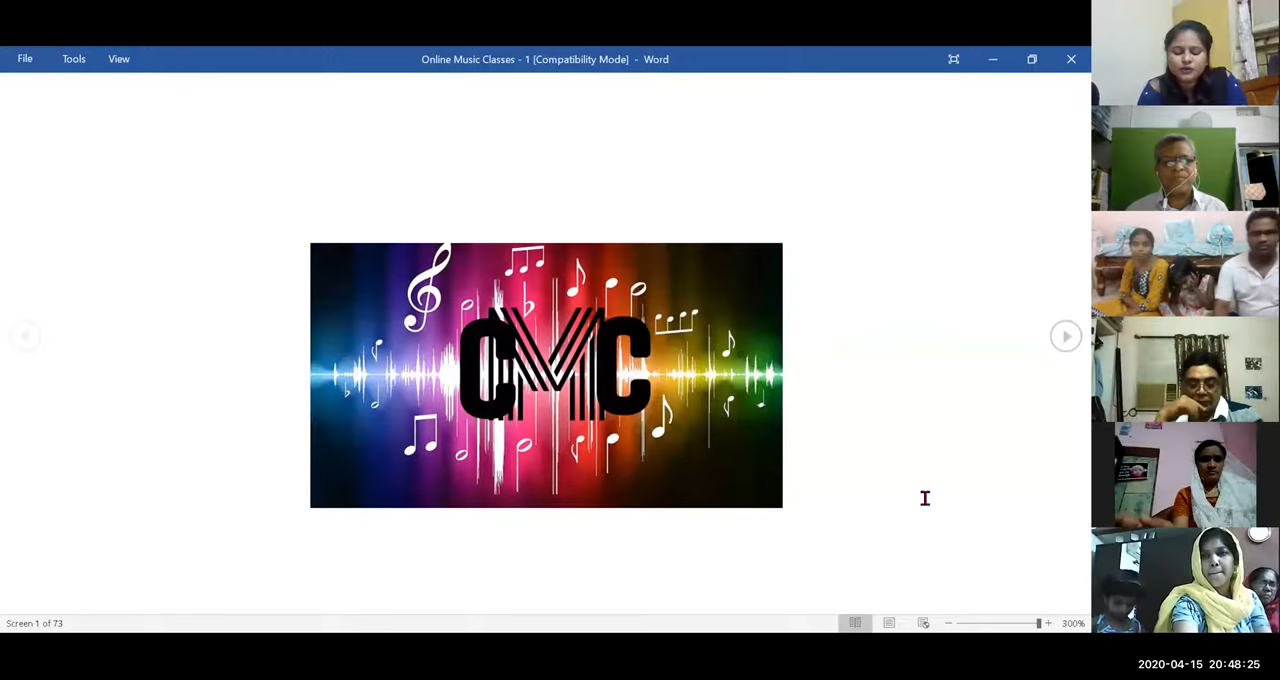 File Tools View Online Music Classes - 1 [Compatibility Mode] - Word
CMC
Screen 1 of 73 300%
2020-04-15 20:48:25